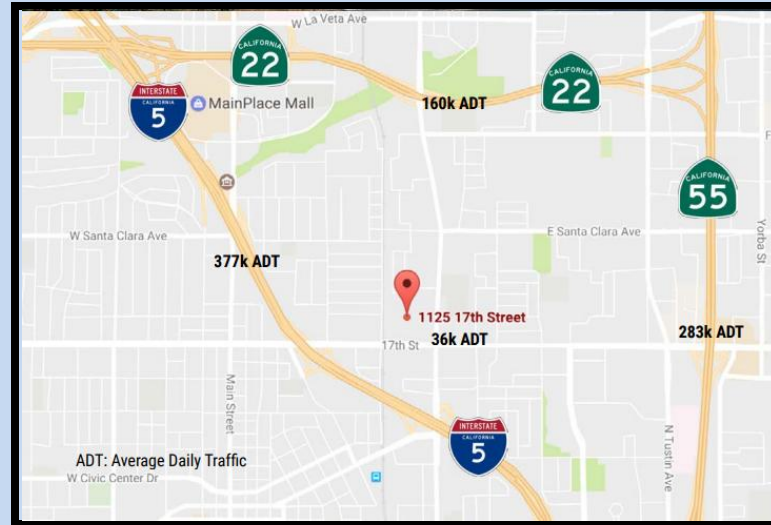 W La Veta Ave
CALIFORNIA
22
INTERSTATE
CALIFORNIA
5
MainPlace Mall
160k ADT
CALIFORNIA
22
F
CALIFORNIA
55
W Santa Clara Ave
E Santa Clara Ave
Yorba St
377k ADT
1125 17th Street
17th St
36k ADT
283k ADT
Main Street
N Tustin Ave
INTERSTATE
CALIFORNIA
5
ADT: Average Daily Traffic
W Civic Center Dr